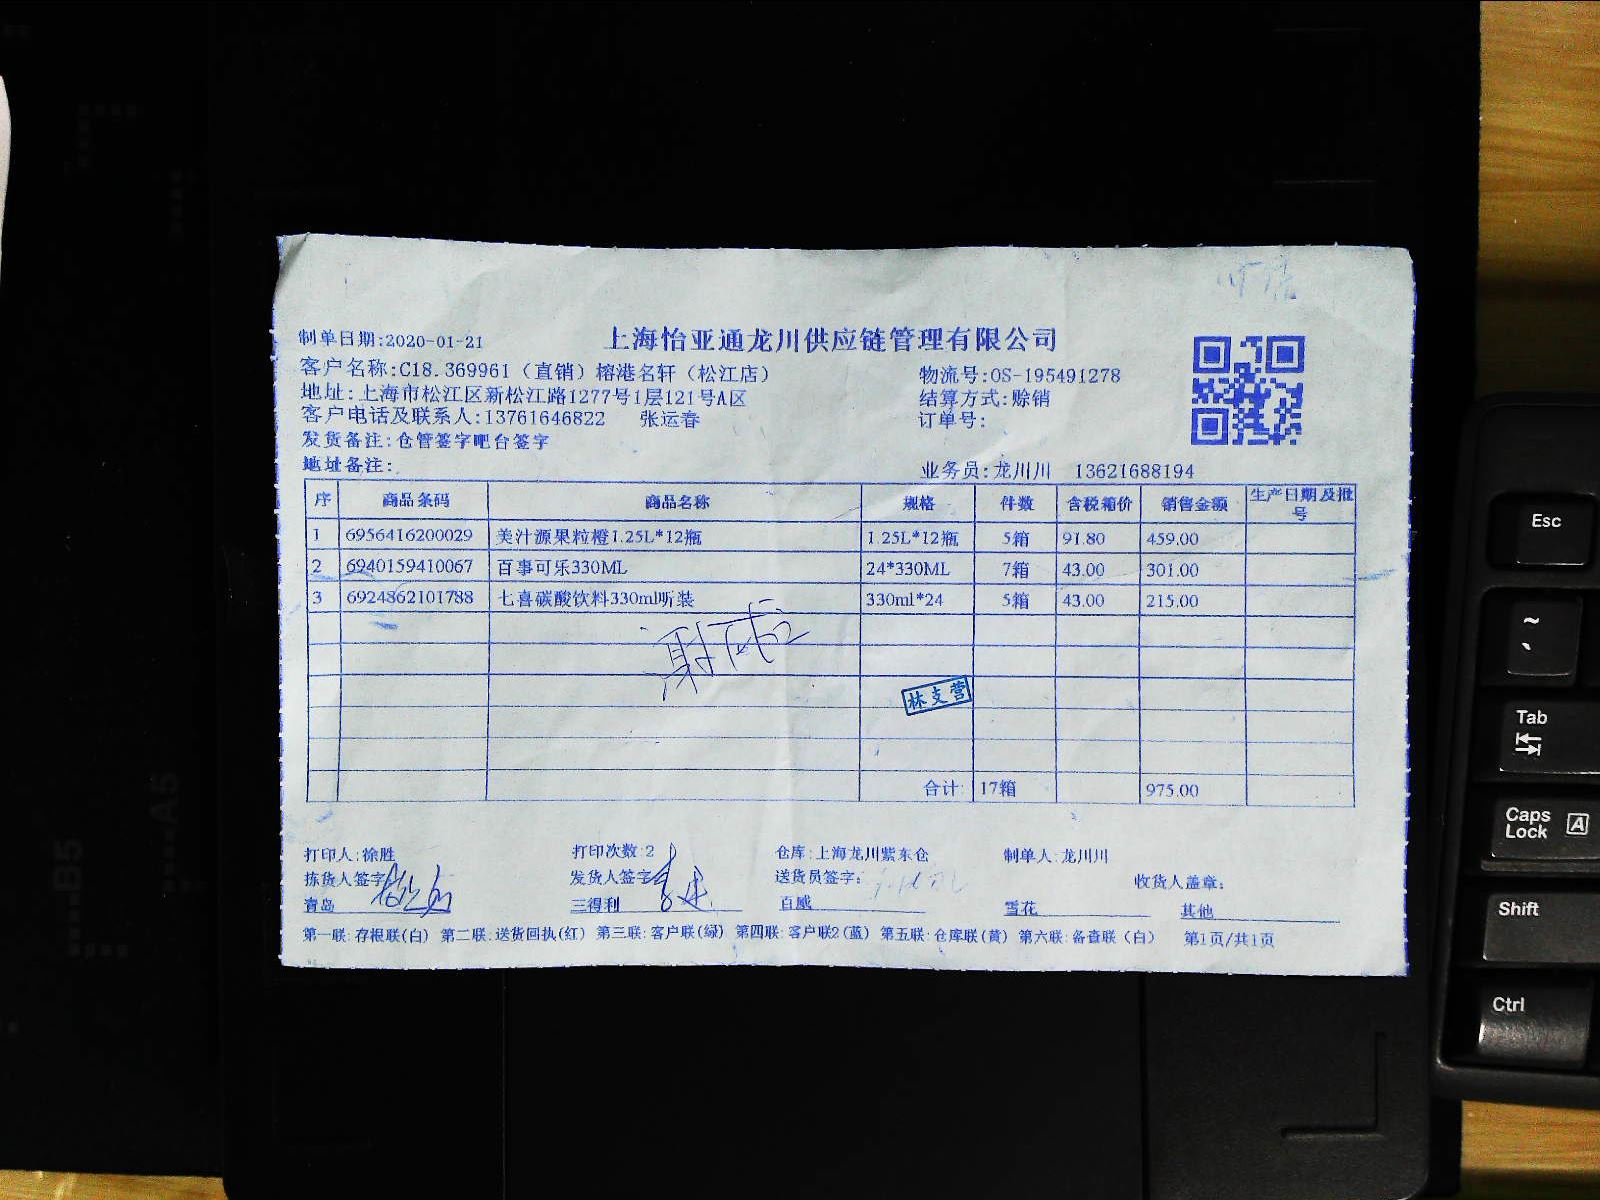 制单日期:2020-01-21
上海怡亚通龙川供应链管理有限公司
客户名称:C18.369961（直销）榕港名轩（松江店）
物流号:OS-195491278
地址:上海市松江区新松江路1277号1层121号A区
结算方式:赊销
客户电话及联系人:13761646822 张运春
订单号:
发货备注:仓管签字吧台签字
地址备注:
业务员:龙川川 13621688194
序 商品条码 商品名称 规格 件数 含税箱价 销售金额 生产日期及批号
1 6956416200029 美汁源果粒橙1.25L*12瓶 1.25L*12瓶 5箱 91.80 459.00
2 6940159410067 百事可乐330ML 24*330ML 7箱 43.00 301.00
3 6924862101788 七喜碳酸饮料330ml听装 330ml*24 5箱 43.00 215.00
林支营
合计: 17箱 975.00
打印人:徐胜 打印次数:2 仓库:上海龙川紫东仓 制单人:龙川川
拣货人签字 发货人签字 送货员签字: 收货人盖章:
青岛 三得利 百威 雪花 其他
第一联:存根联(白) 第二联:送货回执(红) 第三联:客户联(绿) 第四联:客户联2(蓝) 第五联:仓库联(黄) 第六联:备查联（白） 第1页/共1页
Esc
~
Tab
Caps Lock A
Shift
Ctrl
B5
A5